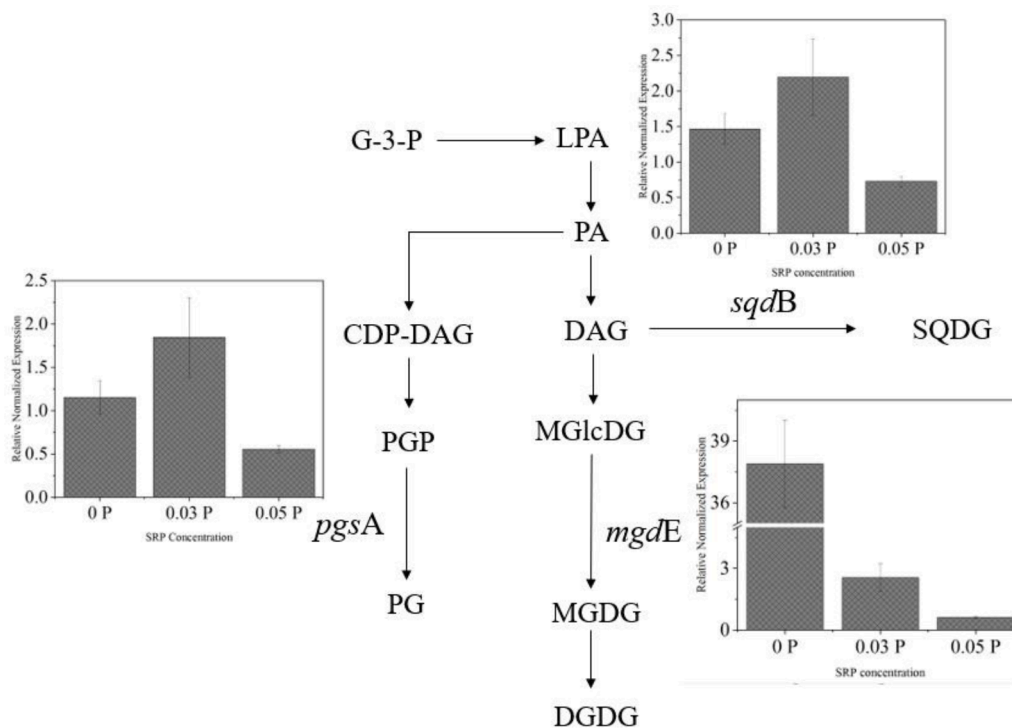 G-3-P
LPA
PA
CDP-DAG
DAG
sqdB
SQDG
PGP
MGlcDG
pgsA
mgdE
PG
MGDG
DGDG
3.0
2.5
2.0
1.5
1.0
0.5
0.0
Relative Normalized Expression
0 P 0.03 P 0.05 P
SRP concentration
2.5
2.0
1.5
1.0
0.5
0.0
Relative Normalized Expression
0 P 0.03 P 0.05 P
SRP Concentration
39
36
3
0
Relative Normalized Expression
0 P 0.03 P 0.05 P
SRP concentration